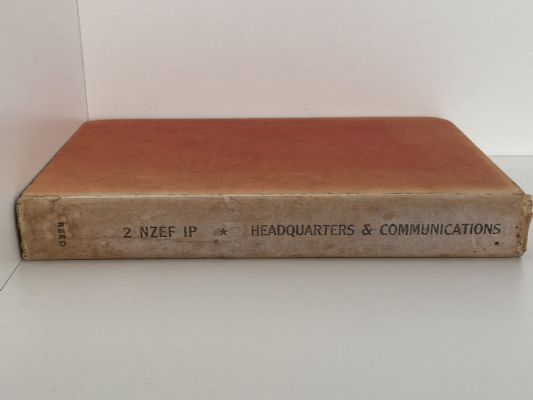 REED
2 NZEF IP * HEADQUARTERS & COMMUNICATIONS